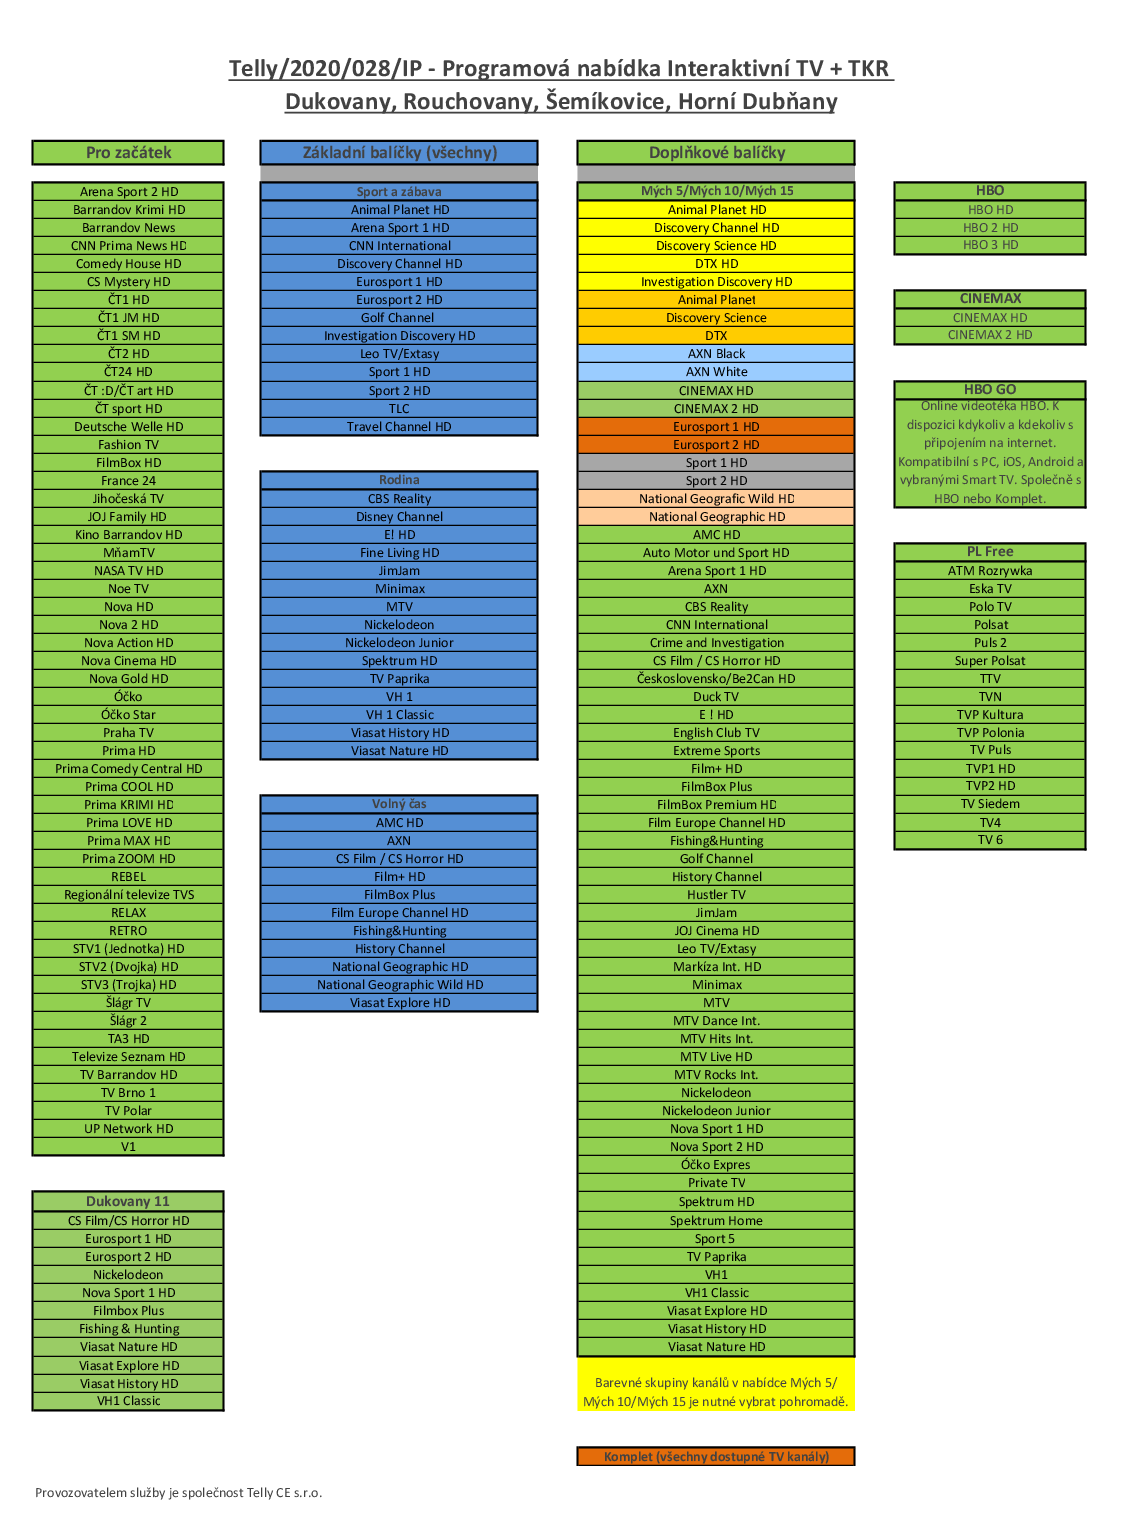 Telly/2020/028/IP - Programová nabídka Interaktivní TV + TKR
Dukovany, Rouchovany, Šemíkovice, Horní Dubňany
Pro začátek
Arena Sport 2 HD
Barrandov Krimi HD
Barrandov News
CNN Prima News HD
Comedy House HD
CS Mystery HD
ČT1 HD
ČT1 JM HD
ČT1 SM HD
ČT2 HD
ČT24 HD
ČT :D/ČT art HD
ČT sport HD
Deutsche Welle HD
Fashion TV
FilmBox HD
France 24
Jihočeská TV
JOJ Family HD
Kino Barrandov HD
MňamTV
NASA TV HD
Noe TV
Nova HD
Nova 2 HD
Nova Action HD
Nova Cinema HD
Nova Gold HD
Óčko
Óčko Star
Praha TV
Prima HD
Prima Comedy Central HD
Prima COOL HD
Prima KRIMI HD
Prima LOVE HD
Prima MAX HD
Prima ZOOM HD
REBEL
Regionální televize TVS
RELAX
RETRO
STV1 (Jednotka) HD
STV2 (Dvojka) HD
STV3 (Trojka) HD
Šlágr TV
Šlágr 2
TA3 HD
Televize Seznam HD
TV Barrandov HD
TV Brno 1
TV Polar
UP Network HD
V1
Dukovany 11
CS Film/CS Horror HD
Eurosport 1 HD
Eurosport 2 HD
Nickelodeon
Nova Sport 1 HD
Filmbox Plus
Fishing & Hunting
Viasat Nature HD
Viasat Explore HD
Viasat History HD
VH1 Classic
Základní balíčky (všechny)
Sport a zábava
Animal Planet HD
Arena Sport 1 HD
CNN International
Discovery Channel HD
Eurosport 1 HD
Eurosport 2 HD
Golf Channel
Investigation Discovery HD
Leo TV/Extasy
Sport 1 HD
Sport 2 HD
TLC
Travel Channel HD
Rodina
CBS Reality
Disney Channel
E! HD
Fine Living HD
JimJam
Minimax
MTV
Nickelodeon
Nickelodeon Junior
Spektrum HD
TV Paprika
VH 1
VH 1 Classic
Viasat History HD
Viasat Nature HD
Volný čas
AMC HD
AXN
CS Film / CS Horror HD
Film+ HD
FilmBox Plus
Film Europe Channel HD
Fishing&Hunting
History Channel
National Geographic HD
National Geographic Wild HD
Viasat Explore HD
Doplňkové balíčky
Mých 5/Mých 10/Mých 15
Animal Planet HD
Discovery Channel HD
Discovery Science HD
DTX HD
Investigation Discovery HD
Animal Planet
Discovery Science
DTX
AXN Black
AXN White
CINEMAX HD
CINEMAX 2 HD
Eurosport 1 HD
Eurosport 2 HD
Sport 1 HD
Sport 2 HD
National Geografic Wild HD
National Geographic HD
AMC HD
Auto Motor und Sport HD
Arena Sport 1 HD
AXN
CBS Reality
CNN International
Crime and Investigation
CS Film / CS Horror HD
Československo/Be2Can HD
Duck TV
E ! HD
English Club TV
Extreme Sports
Film+ HD
FilmBox Plus
FilmBox Premium HD
Film Europe Channel HD
Fishing&Hunting
Golf Channel
History Channel
Hustler TV
JimJam
JOJ Cinema HD
Leo TV/Extasy
Markíza Int. HD
Minimax
MTV
MTV Dance Int.
MTV Hits Int.
MTV Live HD
MTV Rocks Int.
Nickelodeon
Nickelodeon Junior
Nova Sport 1 HD
Nova Sport 2 HD
Óčko Expres
Private TV
Spektrum HD
Spektrum Home
Sport 5
TV Paprika
VH1
VH1 Classic
Viasat Explore HD
Viasat History HD
Viasat Nature HD
Barevné skupiny kanálů v nabídce Mých 5/
Mých 10/Mých 15 je nutné vybrat pohromadě.
Komplet (všechny dostupné TV kanály)
HBO
HBO HD
HBO 2 HD
HBO 3 HD
CINEMAX
CINEMAX HD
CINEMAX 2 HD
HBO GO
Online videotéka HBO. K
dispozici kdykoliv a kdekoliv s
připojením na internet.
Kompatibilní s PC, iOS, Android a
vybranými Smart TV. Společně s
HBO nebo Komplet.
PL Free
ATM Rozrywka
Eska TV
Polo TV
Polsat
Puls 2
Super Polsat
TTV
TVN
TVP Kultura
TVP Polonia
TV Puls
TVP1 HD
TVP2 HD
TV Siedem
TV4
TV 6
Provozovatelem služby je společnost Telly CE s.r.o.